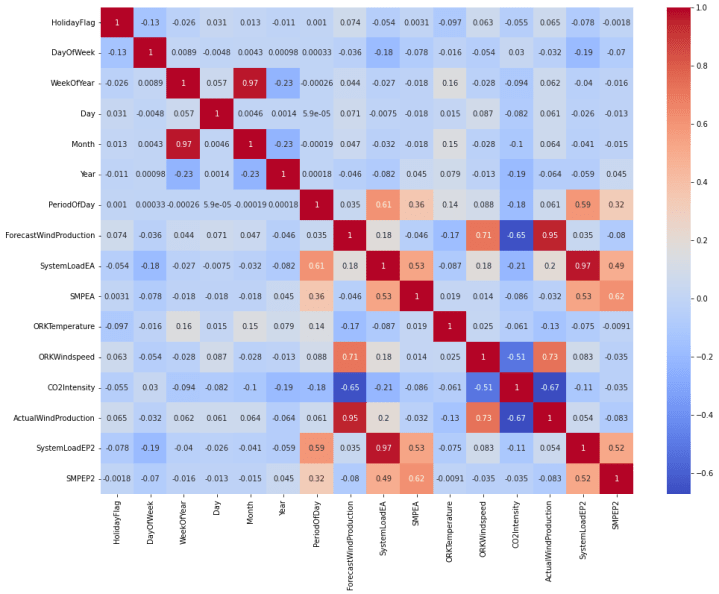 HolidayFlag 1 -0.13 -0.026 0.031 0.013 -0.011 0.001 0.074 -0.054 0.0031 -0.097 0.063 -0.055 0.065 -0.078 -0.0018
DayOfWeek -0.13 1 0.0089 -0.0048 0.0043 0.00098 0.00033 -0.036 -0.18 -0.078 -0.016 -0.054 0.03 -0.032 -0.19 -0.07
WeekOfYear -0.026 0.0089 1 0.057 0.97 -0.23 -0.00026 0.044 -0.027 -0.018 0.16 -0.028 -0.094 0.062 -0.04 -0.016
Day 0.031 -0.0048 0.057 1 0.0046 0.0014 5.9e-05 0.071 -0.0075 -0.018 0.015 0.087 -0.082 0.061 -0.026 -0.013
Month 0.013 0.0043 0.97 0.0046 1 -0.23 -0.00019 0.047 -0.032 -0.018 0.15 -0.028 -0.1 0.064 -0.041 -0.015
Year -0.011 0.00098 -0.23 0.0014 -0.23 1 0.00018 -0.046 -0.082 0.045 0.079 -0.013 -0.19 -0.064 -0.059 0.045
PeriodOfDay 0.001 0.00033 -0.00026 5.9e-05 -0.00019 0.00018 1 0.035 0.61 0.36 0.14 0.088 -0.18 0.061 0.59 0.32
ForecastWindProduction 0.074 -0.036 0.044 0.071 0.047 -0.046 0.035 1 0.18 -0.046 -0.17 0.71 -0.65 0.95 0.035 -0.08
SystemLoadEA -0.054 -0.18 -0.027 -0.0075 -0.032 -0.082 0.61 0.18 1 0.53 -0.087 0.18 -0.21 0.2 0.97 0.49
SMPEA 0.0031 -0.078 -0.018 -0.018 -0.018 0.045 0.36 -0.046 0.53 1 0.019 0.014 -0.086 -0.032 0.53 0.62
ORKTemperature -0.097 -0.016 0.16 0.015 0.15 0.079 0.14 -0.17 -0.087 0.019 1 0.025 -0.061 -0.13 -0.075 -0.0091
ORKWindspeed 0.063 -0.054 -0.028 0.087 -0.028 -0.013 0.088 0.71 0.18 0.014 0.025 1 -0.51 0.73 0.083 -0.035
CO2Intensity -0.055 0.03 -0.094 -0.082 -0.1 -0.19 -0.18 -0.65 -0.21 -0.086 -0.061 -0.51 1 -0.67 -0.11 -0.035
ActualWindProduction 0.065 -0.032 0.062 0.061 0.064 -0.064 0.061 0.95 0.2 -0.032 -0.13 0.73 -0.67 1 0.054 -0.083
SystemLoadEP2 -0.078 -0.19 -0.04 -0.026 -0.041 -0.059 0.59 0.035 0.97 0.53 -0.075 0.083 -0.11 0.054 1 0.52
SMPEP2 -0.0018 -0.07 -0.016 -0.013 -0.015 0.045 0.32 -0.08 0.49 0.62 -0.0091 -0.035 -0.035 -0.083 0.52 1
HolidayFlag
DayOfWeek
WeekOfYear
Day
Month
Year
PeriodOfDay
ForecastWindProduction
SystemLoadEA
SMPEA
ORKTemperature
ORKWindspeed
CO2Intensity
ActualWindProduction
SystemLoadEP2
SMPEP2
1.0
0.8
0.6
0.4
0.2
0.0
−0.2
−0.4
−0.6